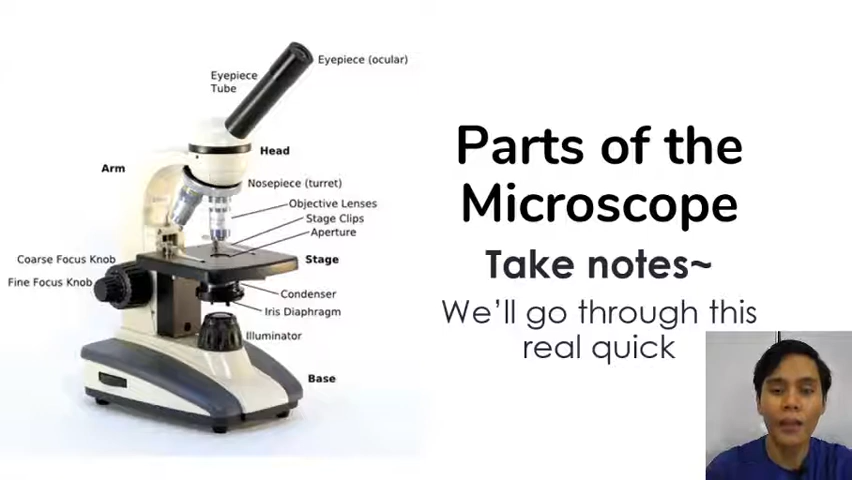 Eyepiece (ocular)
Eyepiece
Tube
Head
Arm
Nosepiece (turret)
Objective Lenses
Stage Clips
Aperture
Coarse Focus Knob
Stage
Fine Focus Knob
Condenser
Iris Diaphragm
Illuminator
Base
Parts of the
Microscope
Take notes~
We'll go through this
real quick